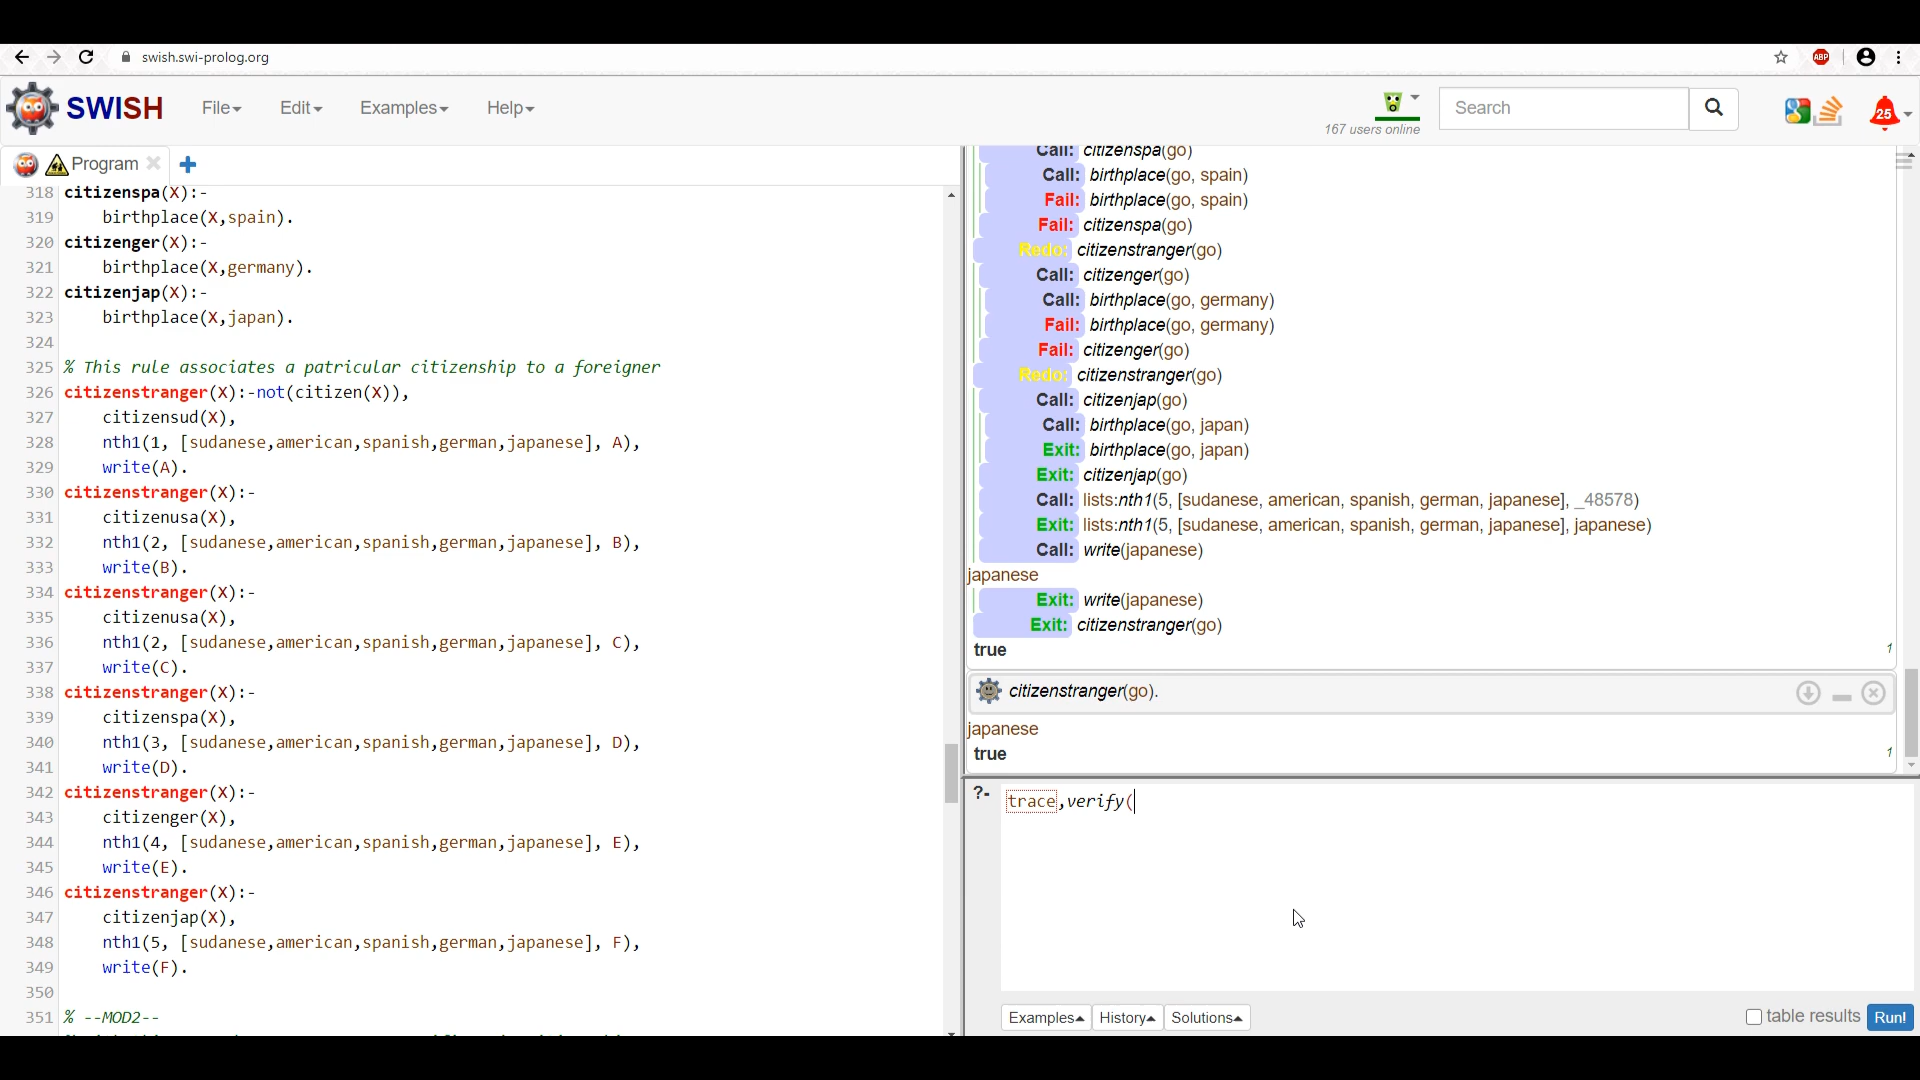 swish.swi-prolog.org
ABP
SWISH
File
Edit
Examples
Help
167 users online
Search
25
Program
318 citizenspa(X):-
319 birthplace(X,spain).
320 citizenger(X):-
321 birthplace(X,germany).
322 citizenjap(X):-
323 birthplace(X,japan).
324
325 % This rule associates a patricular citizenship to a foreigner
326 citizenstranger(X):-not(citizen(X)),
327 citizensud(X),
328 nth1(1, [sudanese,american,spanish,german,japanese], A),
329 write(A).
330 citizenstranger(X):-
331 citizenusa(X),
332 nth1(2, [sudanese,american,spanish,german,japanese], B),
333 write(B).
334 citizenstranger(X):-
335 citizenusa(X),
336 nth1(2, [sudanese,american,spanish,german,japanese], C),
337 write(C).
338 citizenstranger(X):-
339 citizenspa(X),
340 nth1(3, [sudanese,american,spanish,german,japanese], D),
341 write(D).
342 citizenstranger(X):-
343 citizenger(X),
344 nth1(4, [sudanese,american,spanish,german,japanese], E),
345 write(E).
346 citizenstranger(X):-
347 citizenjap(X),
348 nth1(5, [sudanese,american,spanish,german,japanese], F),
349 write(F).
350
351 % --MOD2--
Call: citizenspa(go)
Call: birthplace(go, spain)
Fail: birthplace(go, spain)
Fail: citizenspa(go)
Redo: citizenstranger(go)
Call: citizenger(go)
Call: birthplace(go, germany)
Fail: birthplace(go, germany)
Fail: citizenger(go)
Redo: citizenstranger(go)
Call: citizenjap(go)
Call: birthplace(go, japan)
Exit: birthplace(go, japan)
Exit: citizenjap(go)
Call: lists:nth1(5, [sudanese, american, spanish, german, japanese], _48578)
Exit: lists:nth1(5, [sudanese, american, spanish, german, japanese], japanese)
Call: write(japanese)
japanese
Exit: write(japanese)
Exit: citizenstranger(go)
true 1
citizenstranger(go).
japanese
true 1
?- trace,verify(
Examples
History
Solutions
table results
Run!